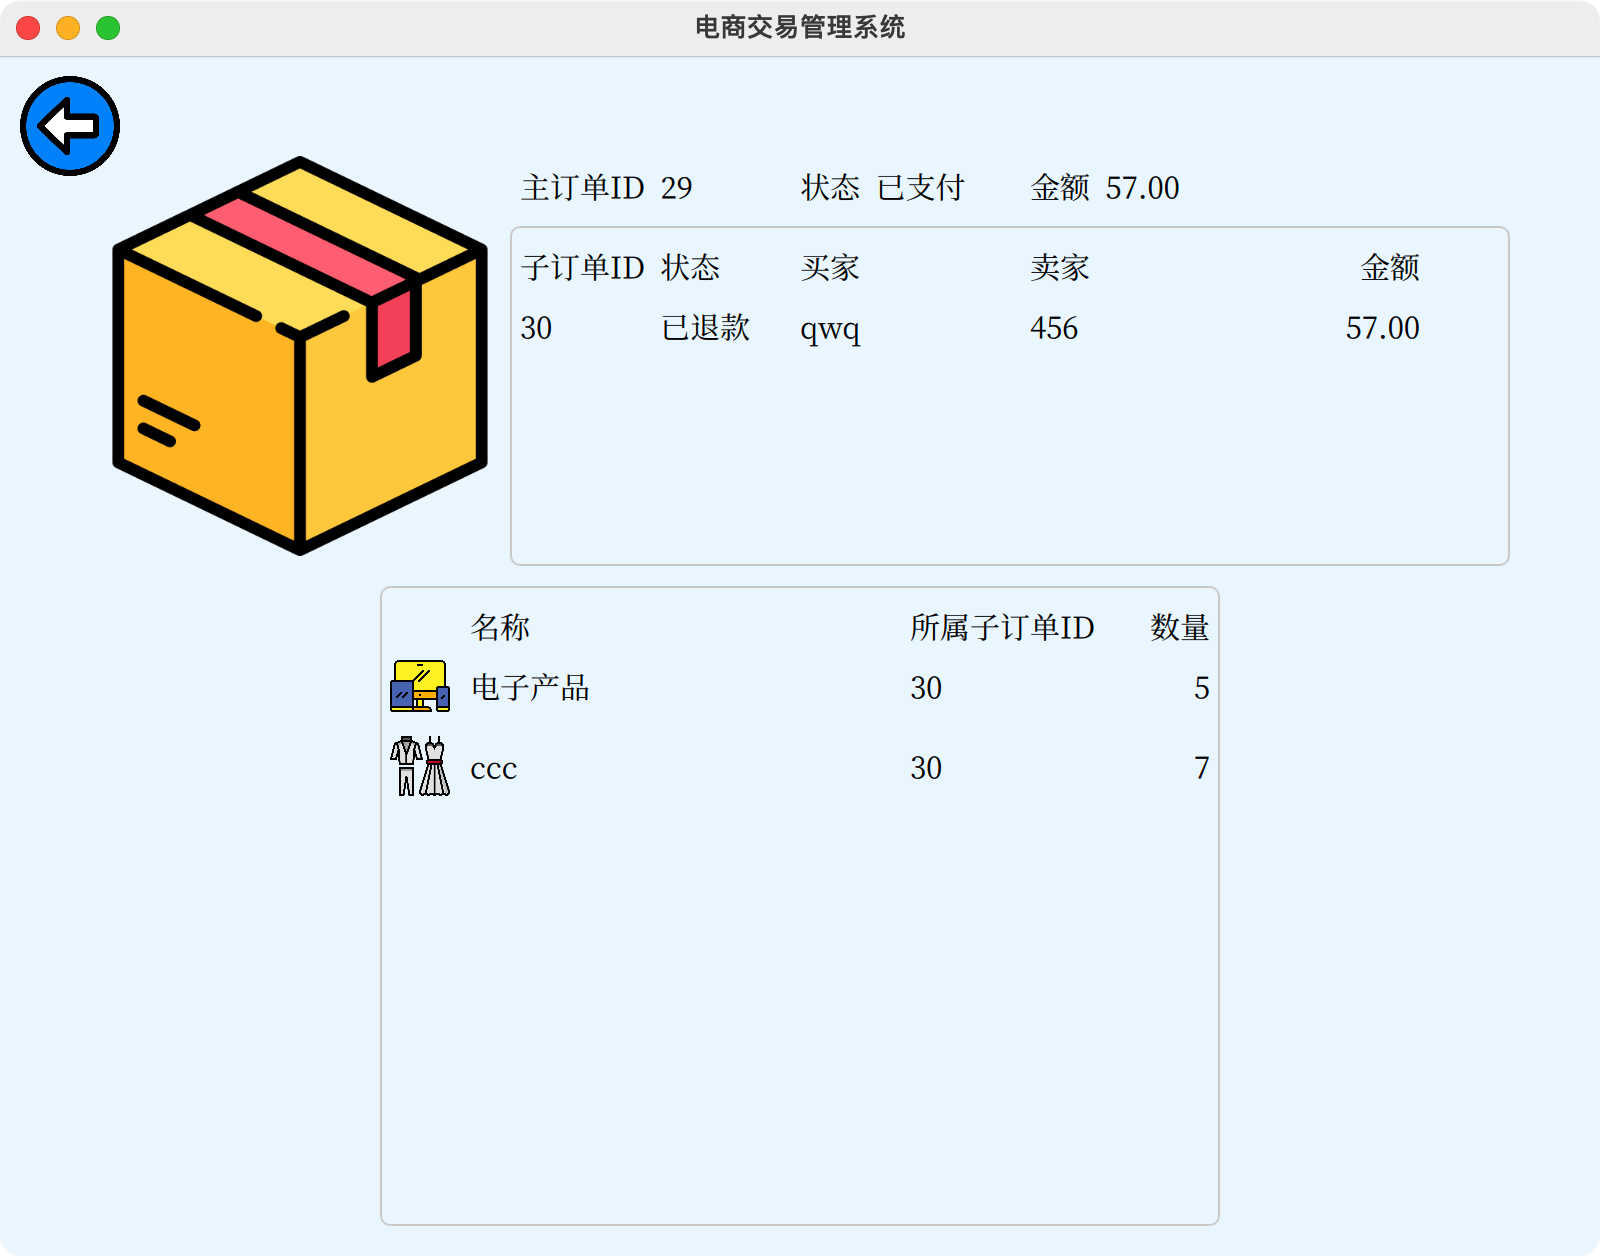 电商交易管理系统
主订单ID 29 状态 已支付 金额 57.00
子订单ID 状态 买家 卖家 金额
30 已退款 qwq 456 57.00
名称 所属子订单ID 数量
电子产品 30 5
ccc 30 7